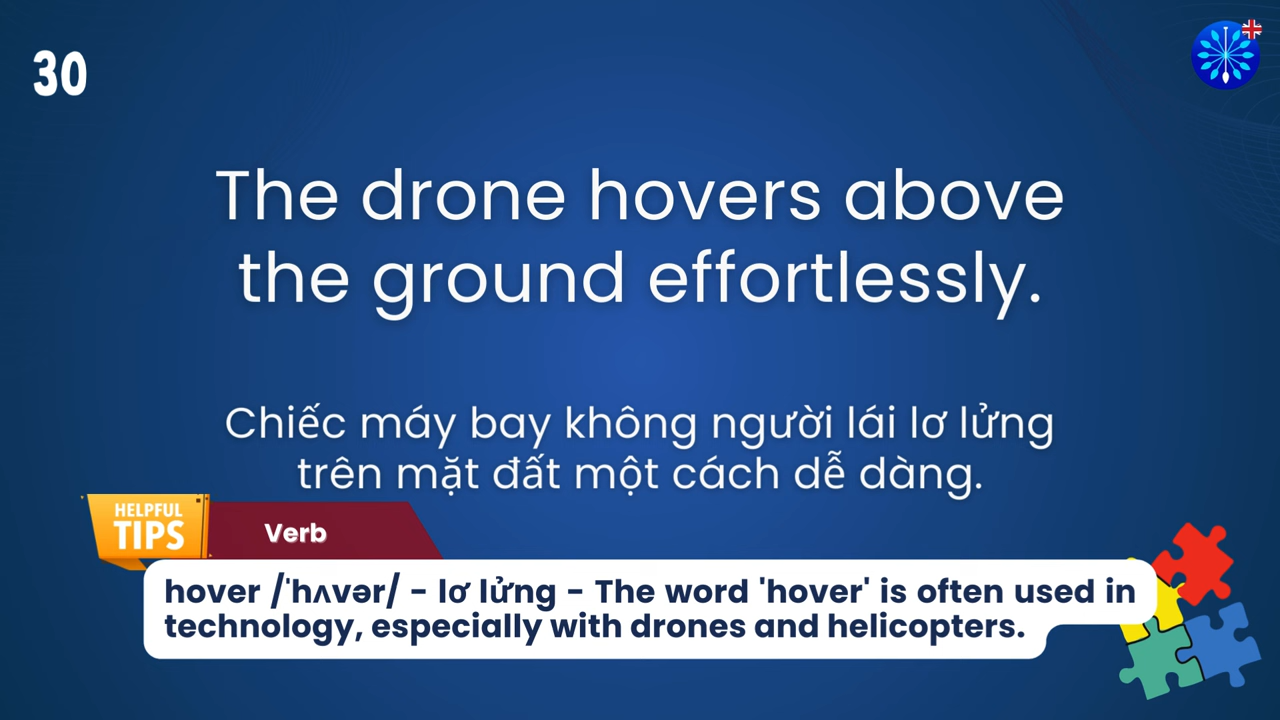 30
The drone hovers above
the ground effortlessly.
Chiếc máy bay không người lái lơ lửng
trên mặt đất một cách dễ dàng.
HELPFUL
TIPS
Verb
hover /ˈhʌvər/ - lơ lửng - The word 'hover' is often used in
technology, especially with drones and helicopters.